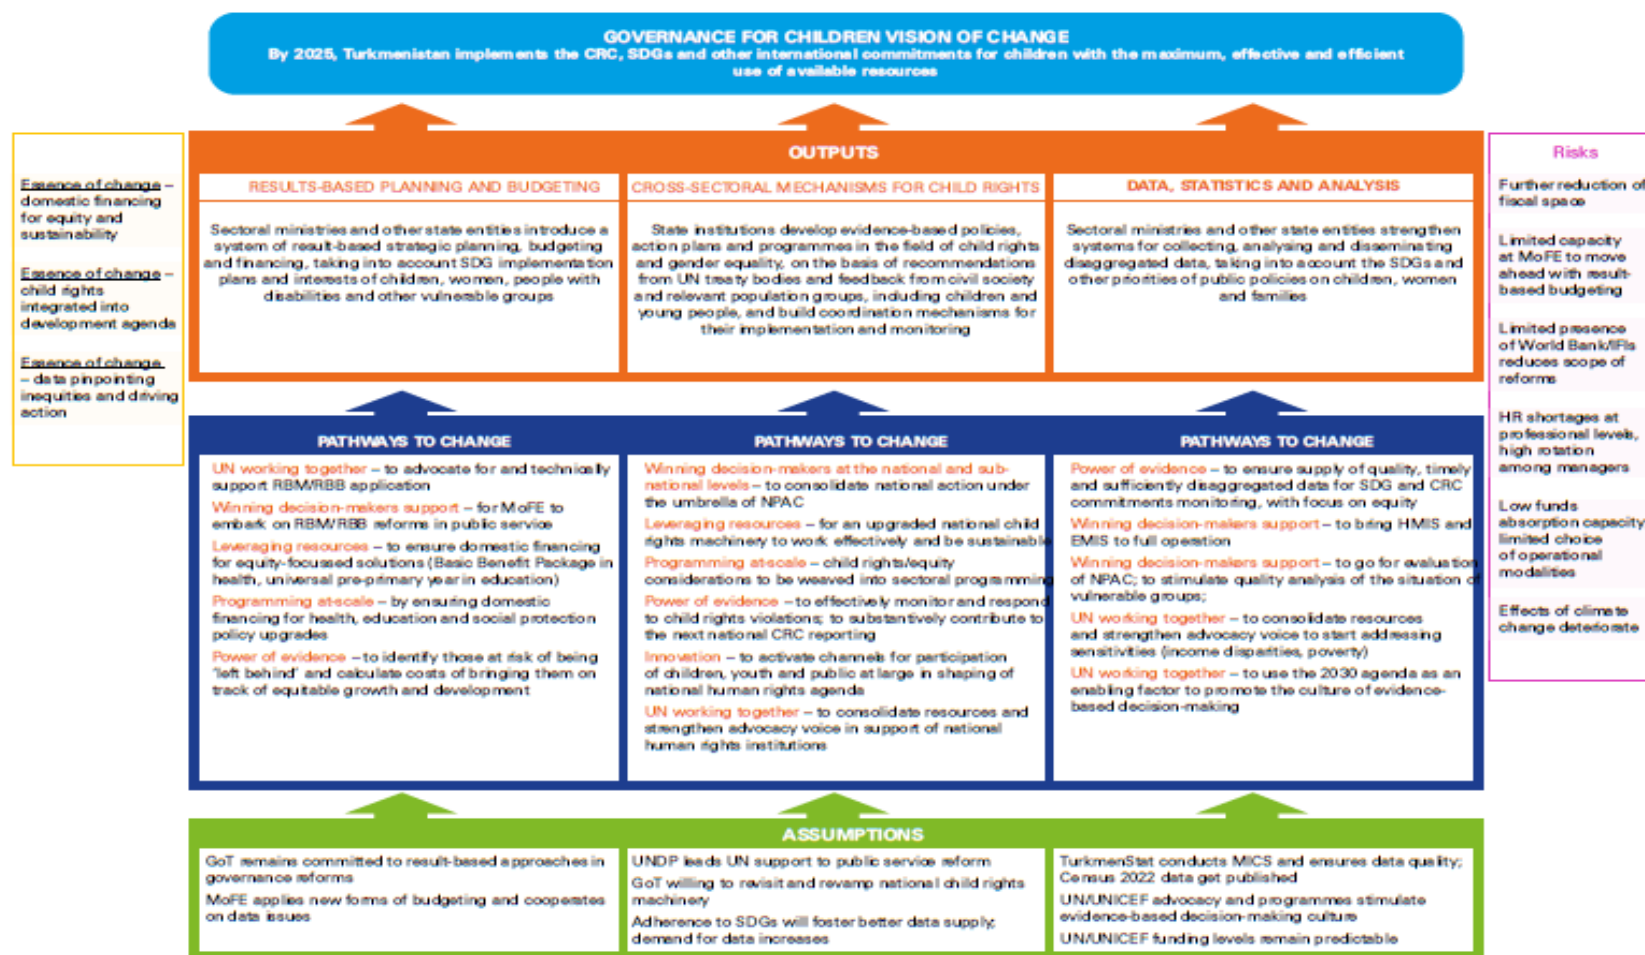 GOVERNANCE FOR CHILDREN VISION OF CHANGE
By 2025, Turkmenistan implements the CRC, SDGs and other international commitments for children with the maximum, effective and efficient
use of available resources
Essence of change –
domestic financing
for equity and
sustainability
Essence of change –
child rights
integrated into
development agenda
Essence of change
– data pinpointing
inequities and driving
action
OUTPUTS
RESULTS-BASED PLANNING AND BUDGETING
Sectoral ministries and other state entities introduce a
system of result-based strategic planning, budgeting
and financing, taking into account SDG implementation
plans and interests of children, women, people with
disabilities and other vulnerable groups
CROSS-SECTORAL MECHANISMS FOR CHILD RIGHTS
State institutions develop evidence-based policies,
action plans and programmes in the field of child rights
and gender equality, on the basis of recommendations
from UN treaty bodies and feedback from civil society
and relevant population groups, including children and
young people, and build coordination mechanisms for
their implementation and monitoring
DATA, STATISTICS AND ANALYSIS
Sectoral ministries and other state entities strengthen
systems for collecting, analysing and disseminating
disaggregated data, taking into account the SDGs and
other priorities of public policies on children, women
and families
PATHWAYS TO CHANGE
UN working together – to advocate for and technically
support RBM/RBB application
Winning decision-makers support – for MoFE to
embark on RBM/RBB reforms in public service
Leveraging resources – to ensure domestic financing
for equity-focussed solutions (Basic Benefit Package in
health, universal pre-primary year in education)
Programming at-scale – by ensuring domestic
financing for health, education and social protection
policy upgrades
Power of evidence – to identify those at risk of being
'left behind' and calculate costs of bringing them on
track of equitable growth and development
PATHWAYS TO CHANGE
Winning decision-makers at the national and sub-
national levels – to consolidate national action under
the umbrella of NPAC
Leveraging resources – for an upgraded national child
rights machinery to work effectively and be sustainable
Programming at-scale – child rights/equity
considerations to be weaved into sectoral programming
Power of evidence – to effectively monitor and respond
to child rights violations; to substantively contribute to
the next national CRC reporting
Innovation – to activate channels for participation
of children, youth and public at large in shaping of
national human rights agenda
UN working together – to consolidate resources and
strengthen advocacy voice in support of national
human rights institutions
PATHWAYS TO CHANGE
Power of evidence – to ensure supply of quality, timely
and sufficiently disaggregated data for SDG and CRC
commitments monitoring, with focus on equity
Winning decision-makers support – to bring HMIS and
EMIS to full operation
Winning decision-makers support – to go for evaluation
of NPAC; to stimulate quality analysis of the situation of
vulnerable groups;
UN working together – to consolidate resources
and strengthen advocacy voice to start addressing
sensitivities (income disparities, poverty)
UN working together – to use the 2030 agenda as an
enabling factor to promote the culture of evidence-
based decision-making
ASSUMPTIONS
GoT remains committed to result-based approaches in
governance reforms
MoFE applies new forms of budgeting and cooperates
on data issues
UNDP leads UN support to public service reform
GoT willing to revisit and revamp national child rights
machinery
Adherence to SDGs will foster better data supply;
demand for data increases
TurkmenStat conducts MICS and ensures data quality;
Census 2022 data get published
UN/UNICEF advocacy and programmes stimulate
evidence-based decision-making culture
UN/UNICEF funding levels remain predictable
Risks
Further reduction of
fiscal space
Limited capacity
at MoFE to move
ahead with result-
based budgeting
Limited presence
of World Bank/IFIs
reduces scope of
reforms
HR shortages at
professional levels,
high rotation
among managers
Low funds
absorption capacity
limited choice
of operational
modalities
Effects of climate
change deteriorate